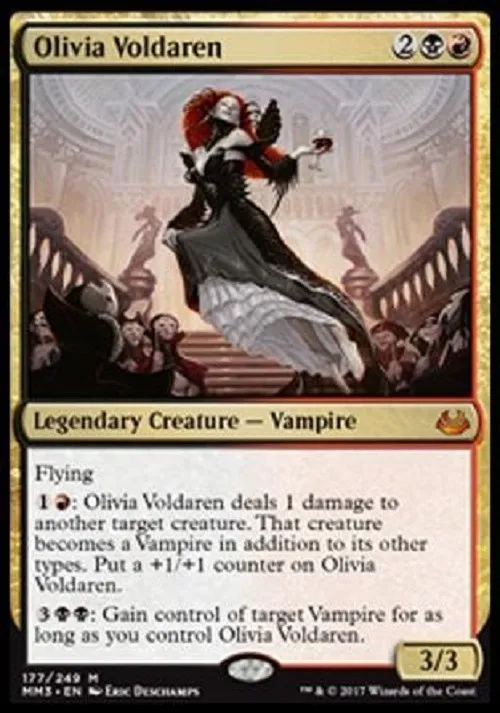 Olivia Voldaren 2
Legendary Creature — Vampire
Flying
1 : Olivia Voldaren deals 1 damage to
another target creature. That creature
becomes a Vampire in addition to its other
types. Put a +1/+1 counter on Olivia
Voldaren.
3 : Gain control of target Vampire for as
long as you control Olivia Voldaren.
3/3
177/249 M
MM3 • EN Eric Deschamps
™ & © 2017 Wizards of the Coast